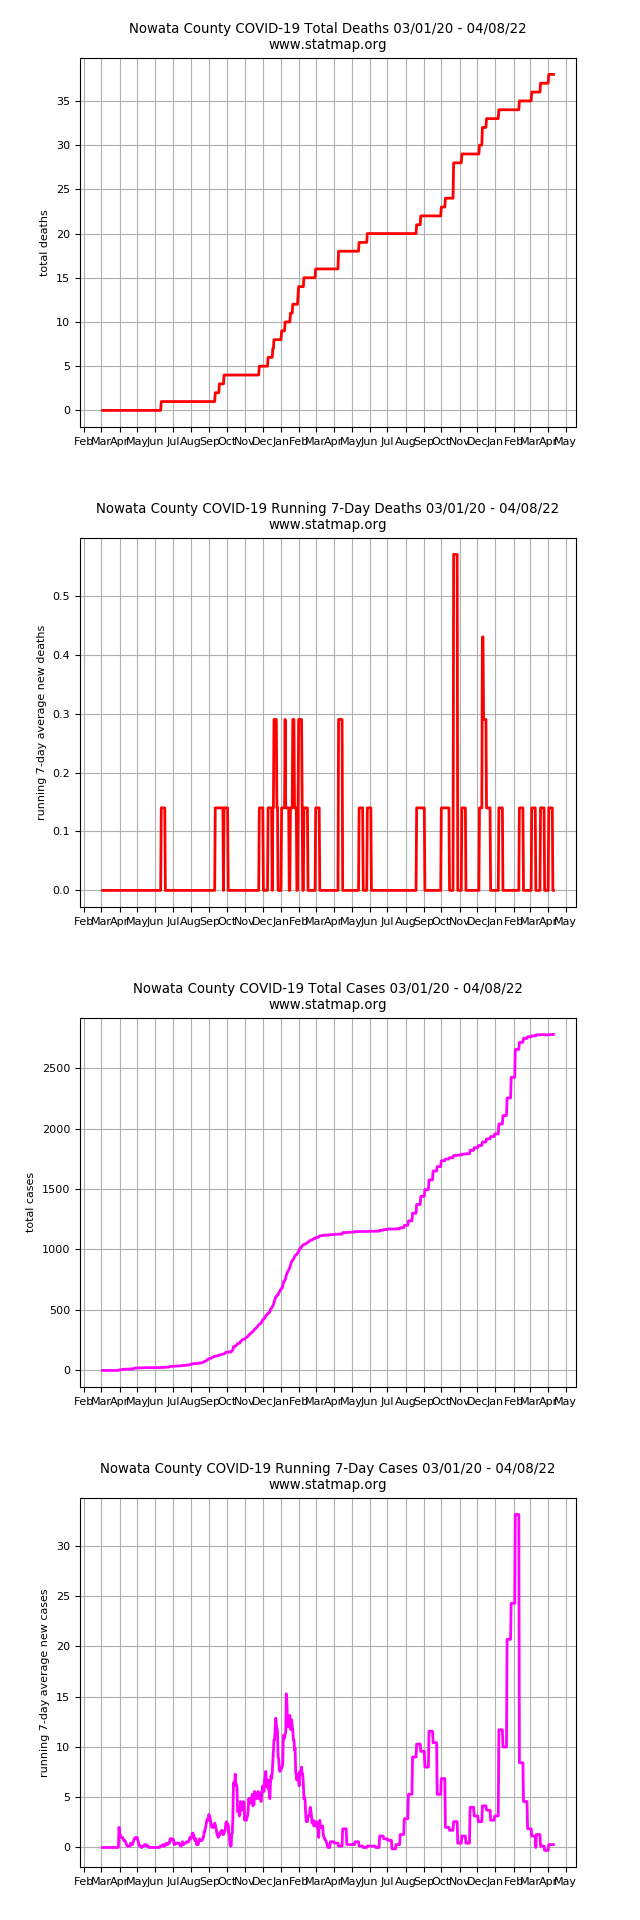 Nowata County COVID-19 Total Deaths 03/01/20 - 04/08/22
www.statmap.org
35
30
25
20
15
10
5
0
total deaths
Feb Mar Apr May Jun Jul Aug Sep Oct Nov Dec Jan Feb Mar Apr May Jun Jul Aug Sep Oct Nov Dec Jan Feb Mar Apr May
Nowata County COVID-19 Running 7-Day Deaths 03/01/20 - 04/08/22
www.statmap.org
0.5
0.4
0.3
0.2
0.1
0.0
running 7-day average new deaths
Feb Mar Apr May Jun Jul Aug Sep Oct Nov Dec Jan Feb Mar Apr May Jun Jul Aug Sep Oct Nov Dec Jan Feb Mar Apr May
Nowata County COVID-19 Total Cases 03/01/20 - 04/08/22
www.statmap.org
2500
2000
1500
1000
500
0
total cases
Feb Mar Apr May Jun Jul Aug Sep Oct Nov Dec Jan Feb Mar Apr May Jun Jul Aug Sep Oct Nov Dec Jan Feb Mar Apr May
Nowata County COVID-19 Running 7-Day Cases 03/01/20 - 04/08/22
www.statmap.org
30
25
20
15
10
5
0
running 7-day average new cases
Feb Mar Apr May Jun Jul Aug Sep Oct Nov Dec Jan Feb Mar Apr May Jun Jul Aug Sep Oct Nov Dec Jan Feb Mar Apr May